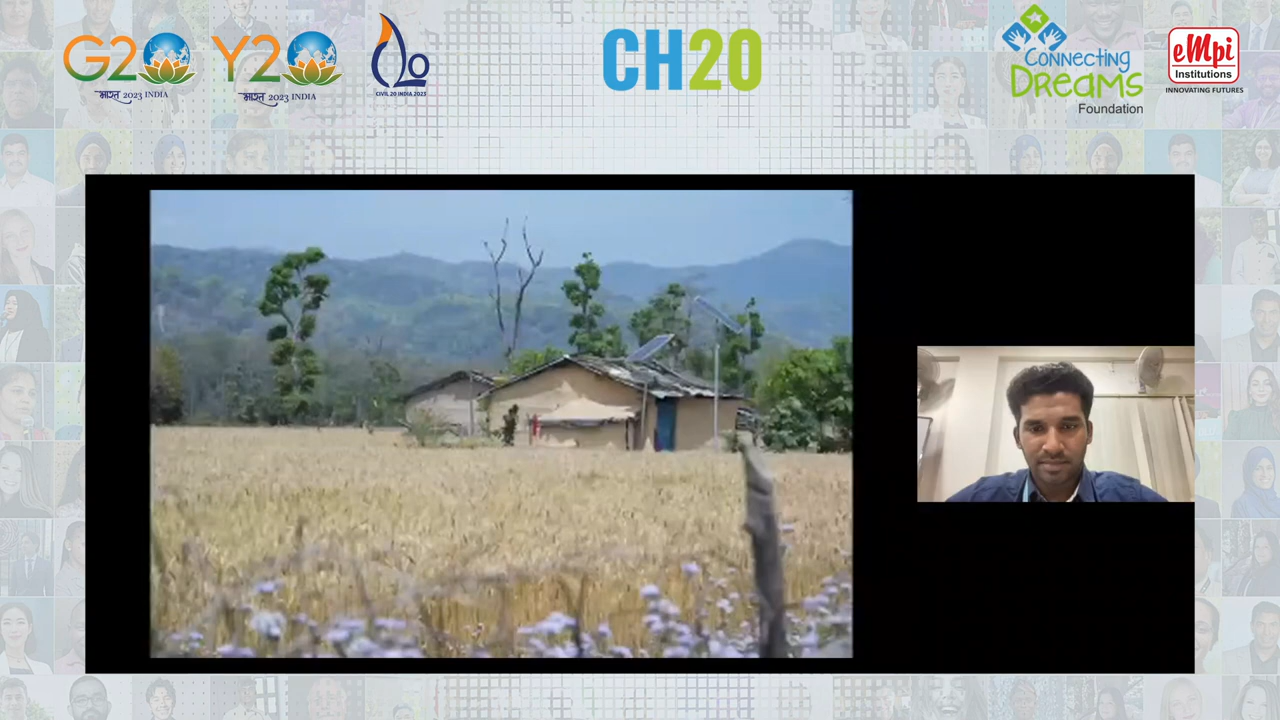 G20
भारत 2023 INDIA
Y20
भारत 2023 INDIA
20
CIVIL 20 INDIA 2023
CH20
CONNECTING
DREAMS
Foundation
eMpi
Institutions
INNOVATING FUTURES